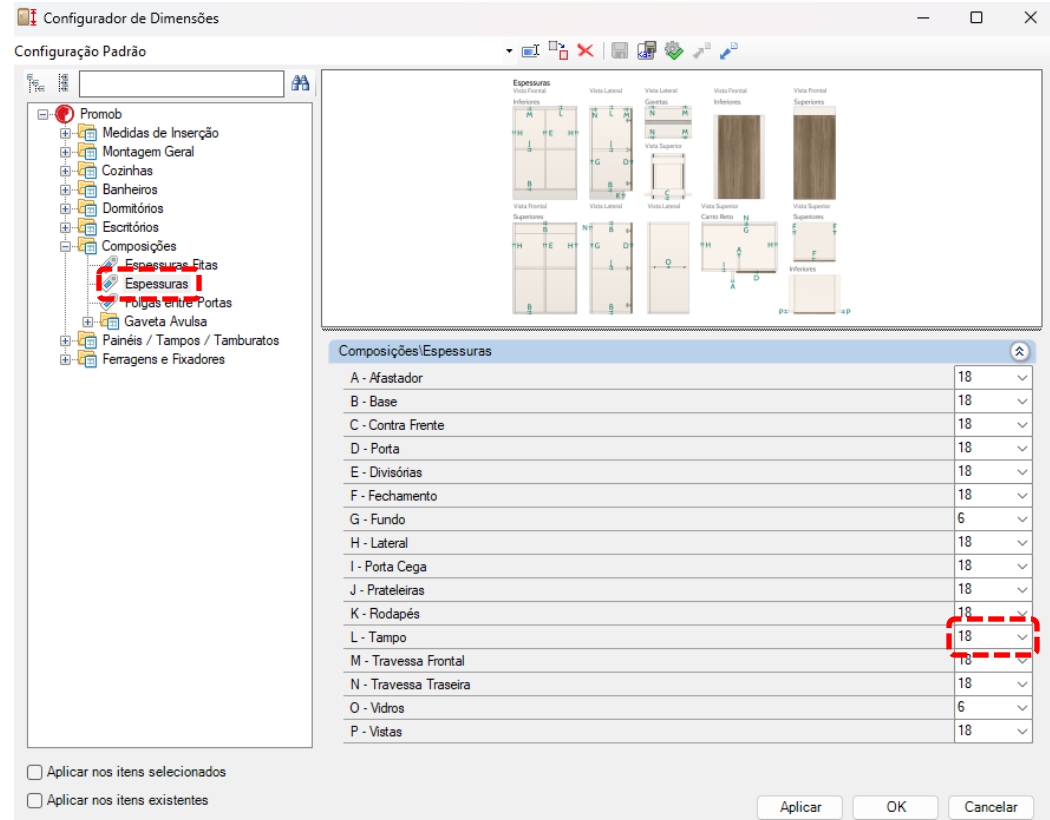 Configurador de Dimensões
Configuração Padrão
Promob
Medidas de Inserção
Montagem Geral
Cozinhas
Banheiros
Dormitórios
Escritórios
Composições
Espessuras Fitas
Espessuras
Folgas entre Portas
Gaveta Avulsa
Painéis / Tampos / Tamburatos
Ferragens e Fixadores
Espessuras
Vista Frontal Vista Lateral Vista Lateral Vista Frontal Vista Frontal
Inferiores Gavetas Inferiores Superiores
M L N L M N M
H E H N M
I Vista Superior
G D
B B K C
Vista Frontal Vista Lateral Vista Lateral Vista Superior Vista Superior
Superiores Canto Reto N Superiores
B N B G F F
H E H G D O H A H F
I Inferiores
A D
B B P P
Composições\Espessuras
A - Afastador 18
B - Base 18
C - Contra Frente 18
D - Porta 18
E - Divisórias 18
F - Fechamento 18
G - Fundo 6
H - Lateral 18
I - Porta Cega 18
J - Prateleiras 18
K - Rodapés 18
L - Tampo 18
M - Travessa Frontal 18
N - Travessa Traseira 18
O - Vidros 6
P - Vistas 18
Aplicar nos itens selecionados
Aplicar nos itens existentes
Aplicar OK Cancelar